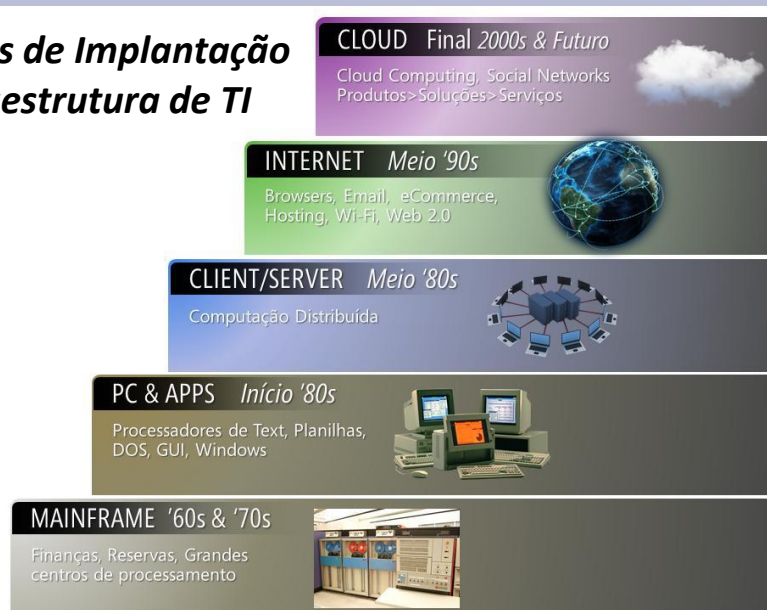 s de Implantação
estrutura de TI
CLOUD Final 2000s & Futuro
Cloud Computing, Social Networks
Produtos>Soluções>Serviços
INTERNET Meio '90s
Browsers, Email, eCommerce,
Hosting, Wi-Fi, Web 2.0
CLIENT/SERVER Meio '80s
Computação Distribuída
PC & APPS Início '80s
Processadores de Text, Planilhas,
DOS, GUI, Windows
MAINFRAME '60s & '70s
Finanças, Reservas, Grandes
centros de processamento